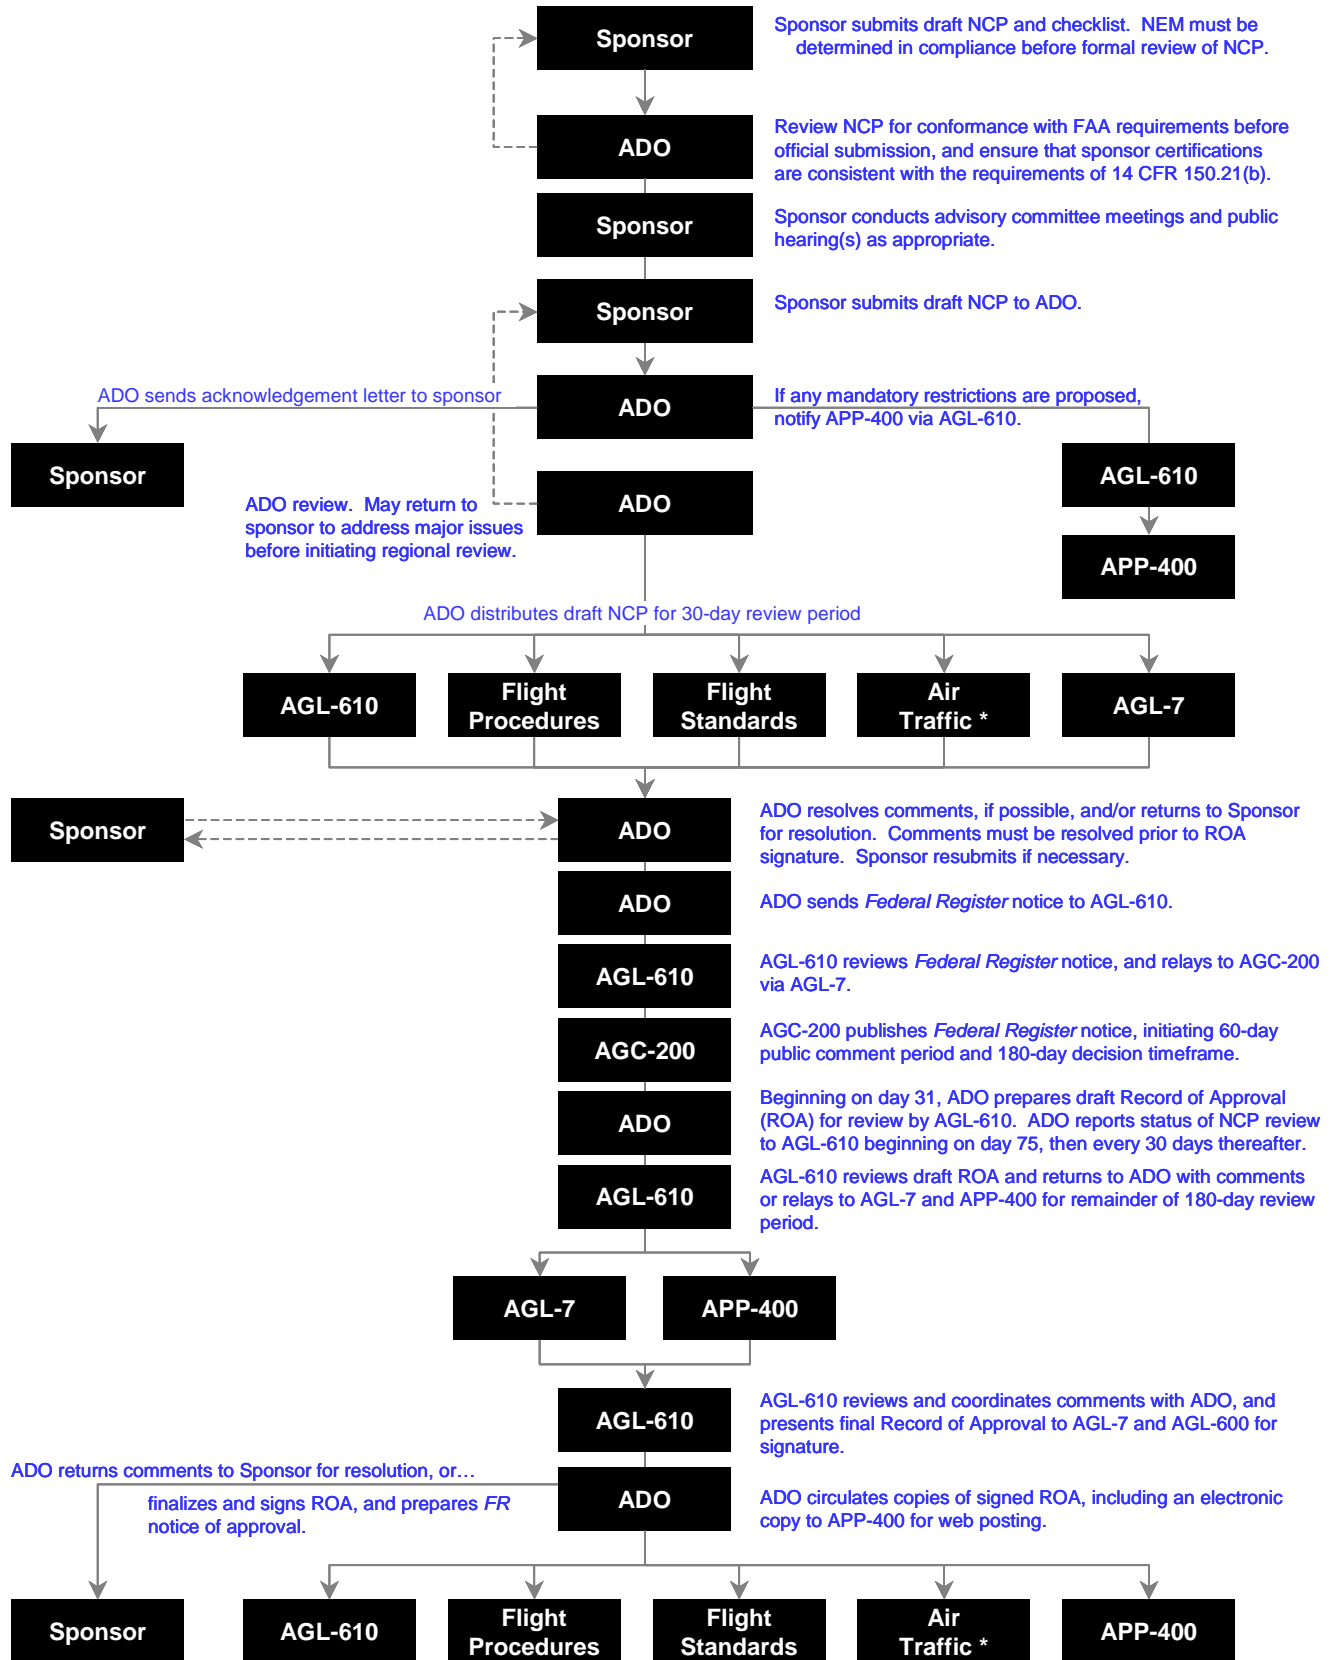 Sponsor
Sponsor submits draft NCP and checklist.  NEM must be
determined in compliance before formal review of NCP.
ADO
Review NCP for conformance with FAA requirements before
official submission, and ensure that sponsor certifications
are consistent with the requirements of 14 CFR 150.21(b).
Sponsor
Sponsor conducts advisory committee meetings and public
hearing(s) as appropriate.
Sponsor
Sponsor submits draft NCP to ADO.
ADO sends acknowledgement letter to sponsor
ADO
If any mandatory restrictions are proposed,
notify APP-400 via AGL-610.
Sponsor
AGL-610
ADO
ADO review.  May return to
sponsor to address major issues
before initiating regional review.
APP-400
ADO distributes draft NCP for 30-day review period
AGL-610
Flight
Procedures
Flight
Standards
Air
Traffic *
AGL-7
Sponsor
ADO
ADO resolves comments, if possible, and/or returns to Sponsor
for resolution.  Comments must be resolved prior to ROA
signature.  Sponsor resubmits if necessary.
ADO
ADO sends Federal Register notice to AGL-610.
AGL-610
AGL-610 reviews Federal Register notice, and relays to AGC-200
via AGL-7.
AGC-200
AGC-200 publishes Federal Register notice, initiating 60-day
public comment period and 180-day decision timeframe.
ADO
Beginning on day 31, ADO prepares draft Record of Approval
(ROA) for review by AGL-610.  ADO reports status of NCP review
to AGL-610 beginning on day 75, then every 30 days thereafter.
AGL-610
AGL-610 reviews draft ROA and returns to ADO with comments
or relays to AGL-7 and APP-400 for remainder of 180-day review
period.
AGL-7
APP-400
AGL-610
AGL-610 reviews and coordinates comments with ADO, and
presents final Record of Approval to AGL-7 and AGL-600 for
signature.
ADO returns comments to Sponsor for resolution, or…
finalizes and signs ROA, and prepares FR
notice of approval.
ADO
ADO circulates copies of signed ROA, including an electronic
copy to APP-400 for web posting.
Sponsor
AGL-610
Flight
Procedures
Flight
Standards
Air
Traffic *
APP-400